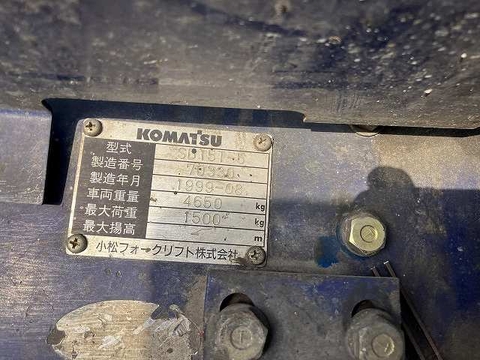 KOMATSU
型式
製造番号
製造年月 1999-08
車両重量 4650 kg
最大荷重 1500 kg
最大揚高 m
小松フォークリフト株式会社